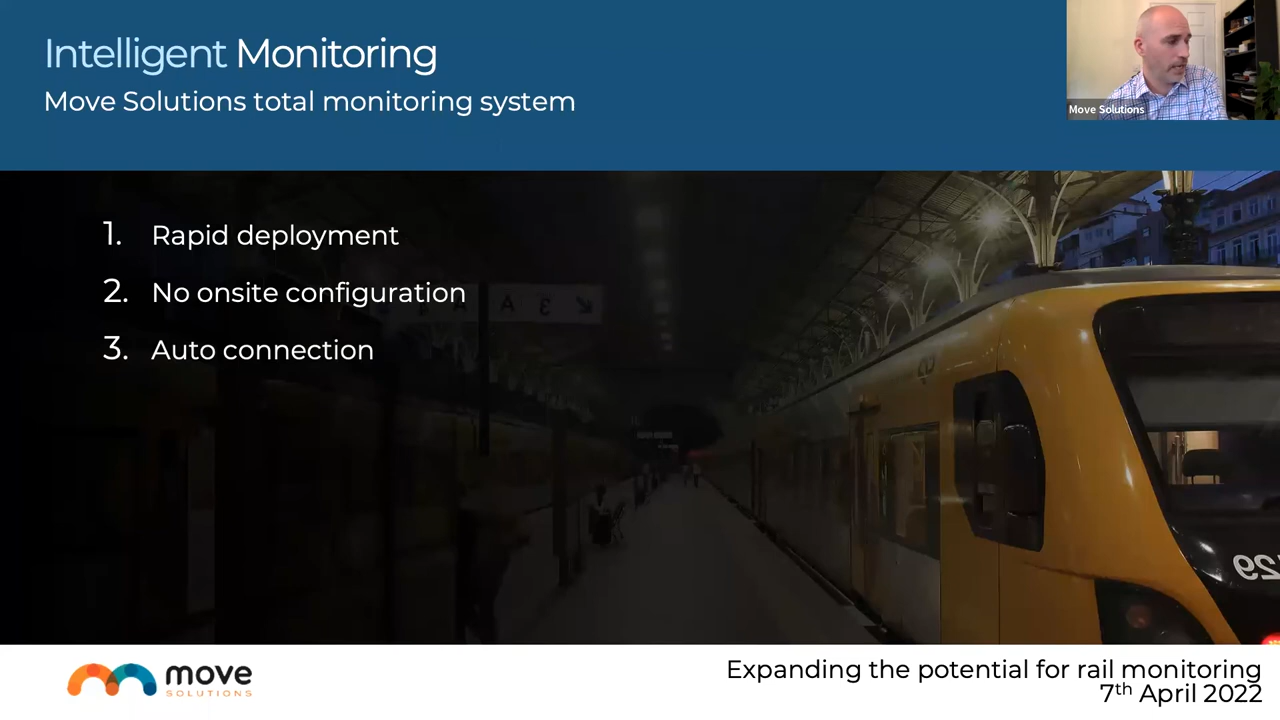 Intelligent Monitoring
Move Solutions total monitoring system
Move Solutions
1. Rapid deployment
2. No onsite configuration
3. Auto connection
move
SOLUTIONS
Expanding the potential for rail monitoring
7th April 2022